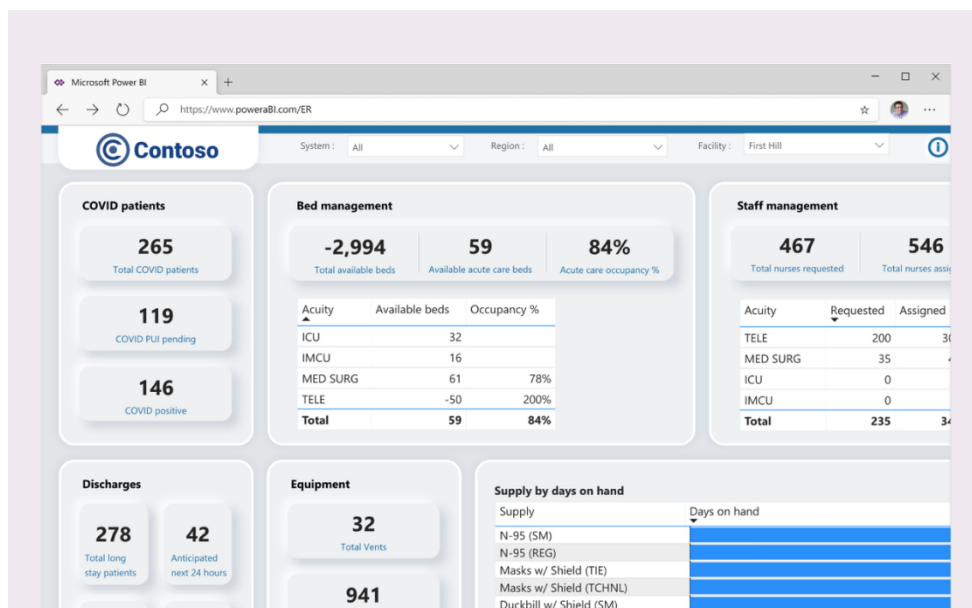 Microsoft Power BI
https://www.poweraBI.com/ER
Contoso
System : All
Region : All
Facility : First Hill
COVID patients
265
Total COVID patients
119
COVID PUI pending
146
COVID positive
Bed management
-2,994 59 84%
Total available beds Available acute care beds Acute care occupancy %
Acuity Available beds Occupancy %
ICU 32
IMCU 16
MED SURG 61 78%
TELE -50 200%
Total 59 84%
Staff management
467 546
Total nurses requested Total nurses
Acuity Requested Assigned
TELE 200
MED SURG 35
ICU 0
IMCU 0
Total 235
Discharges
278 42
Total long Anticipated
stay patients next 24 hours
Equipment
32
Total Vents
941
Supply by days on hand
Supply Days on hand
N-95 (SM)
N-95 (REG)
Masks w/ Shield (TIE)
Masks w/ Shield (TCHNL)
Duckbill w/ Shield (SM)